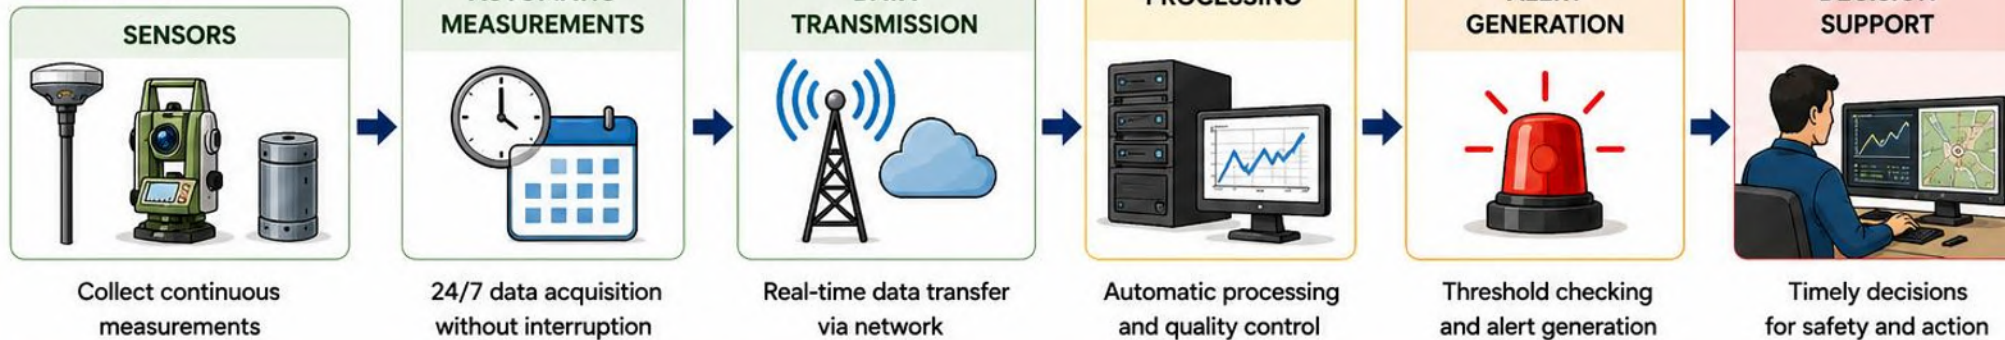 SENSORS
Collect continuous
measurements
MEASUREMENTS
24/7 data acquisition
without interruption
TRANSMISSION
Real-time data transfer
via network
PROCESSING
Automatic processing
and quality control
GENERATION
Threshold checking
and alert generation
SUPPORT
Timely decisions
for safety and action